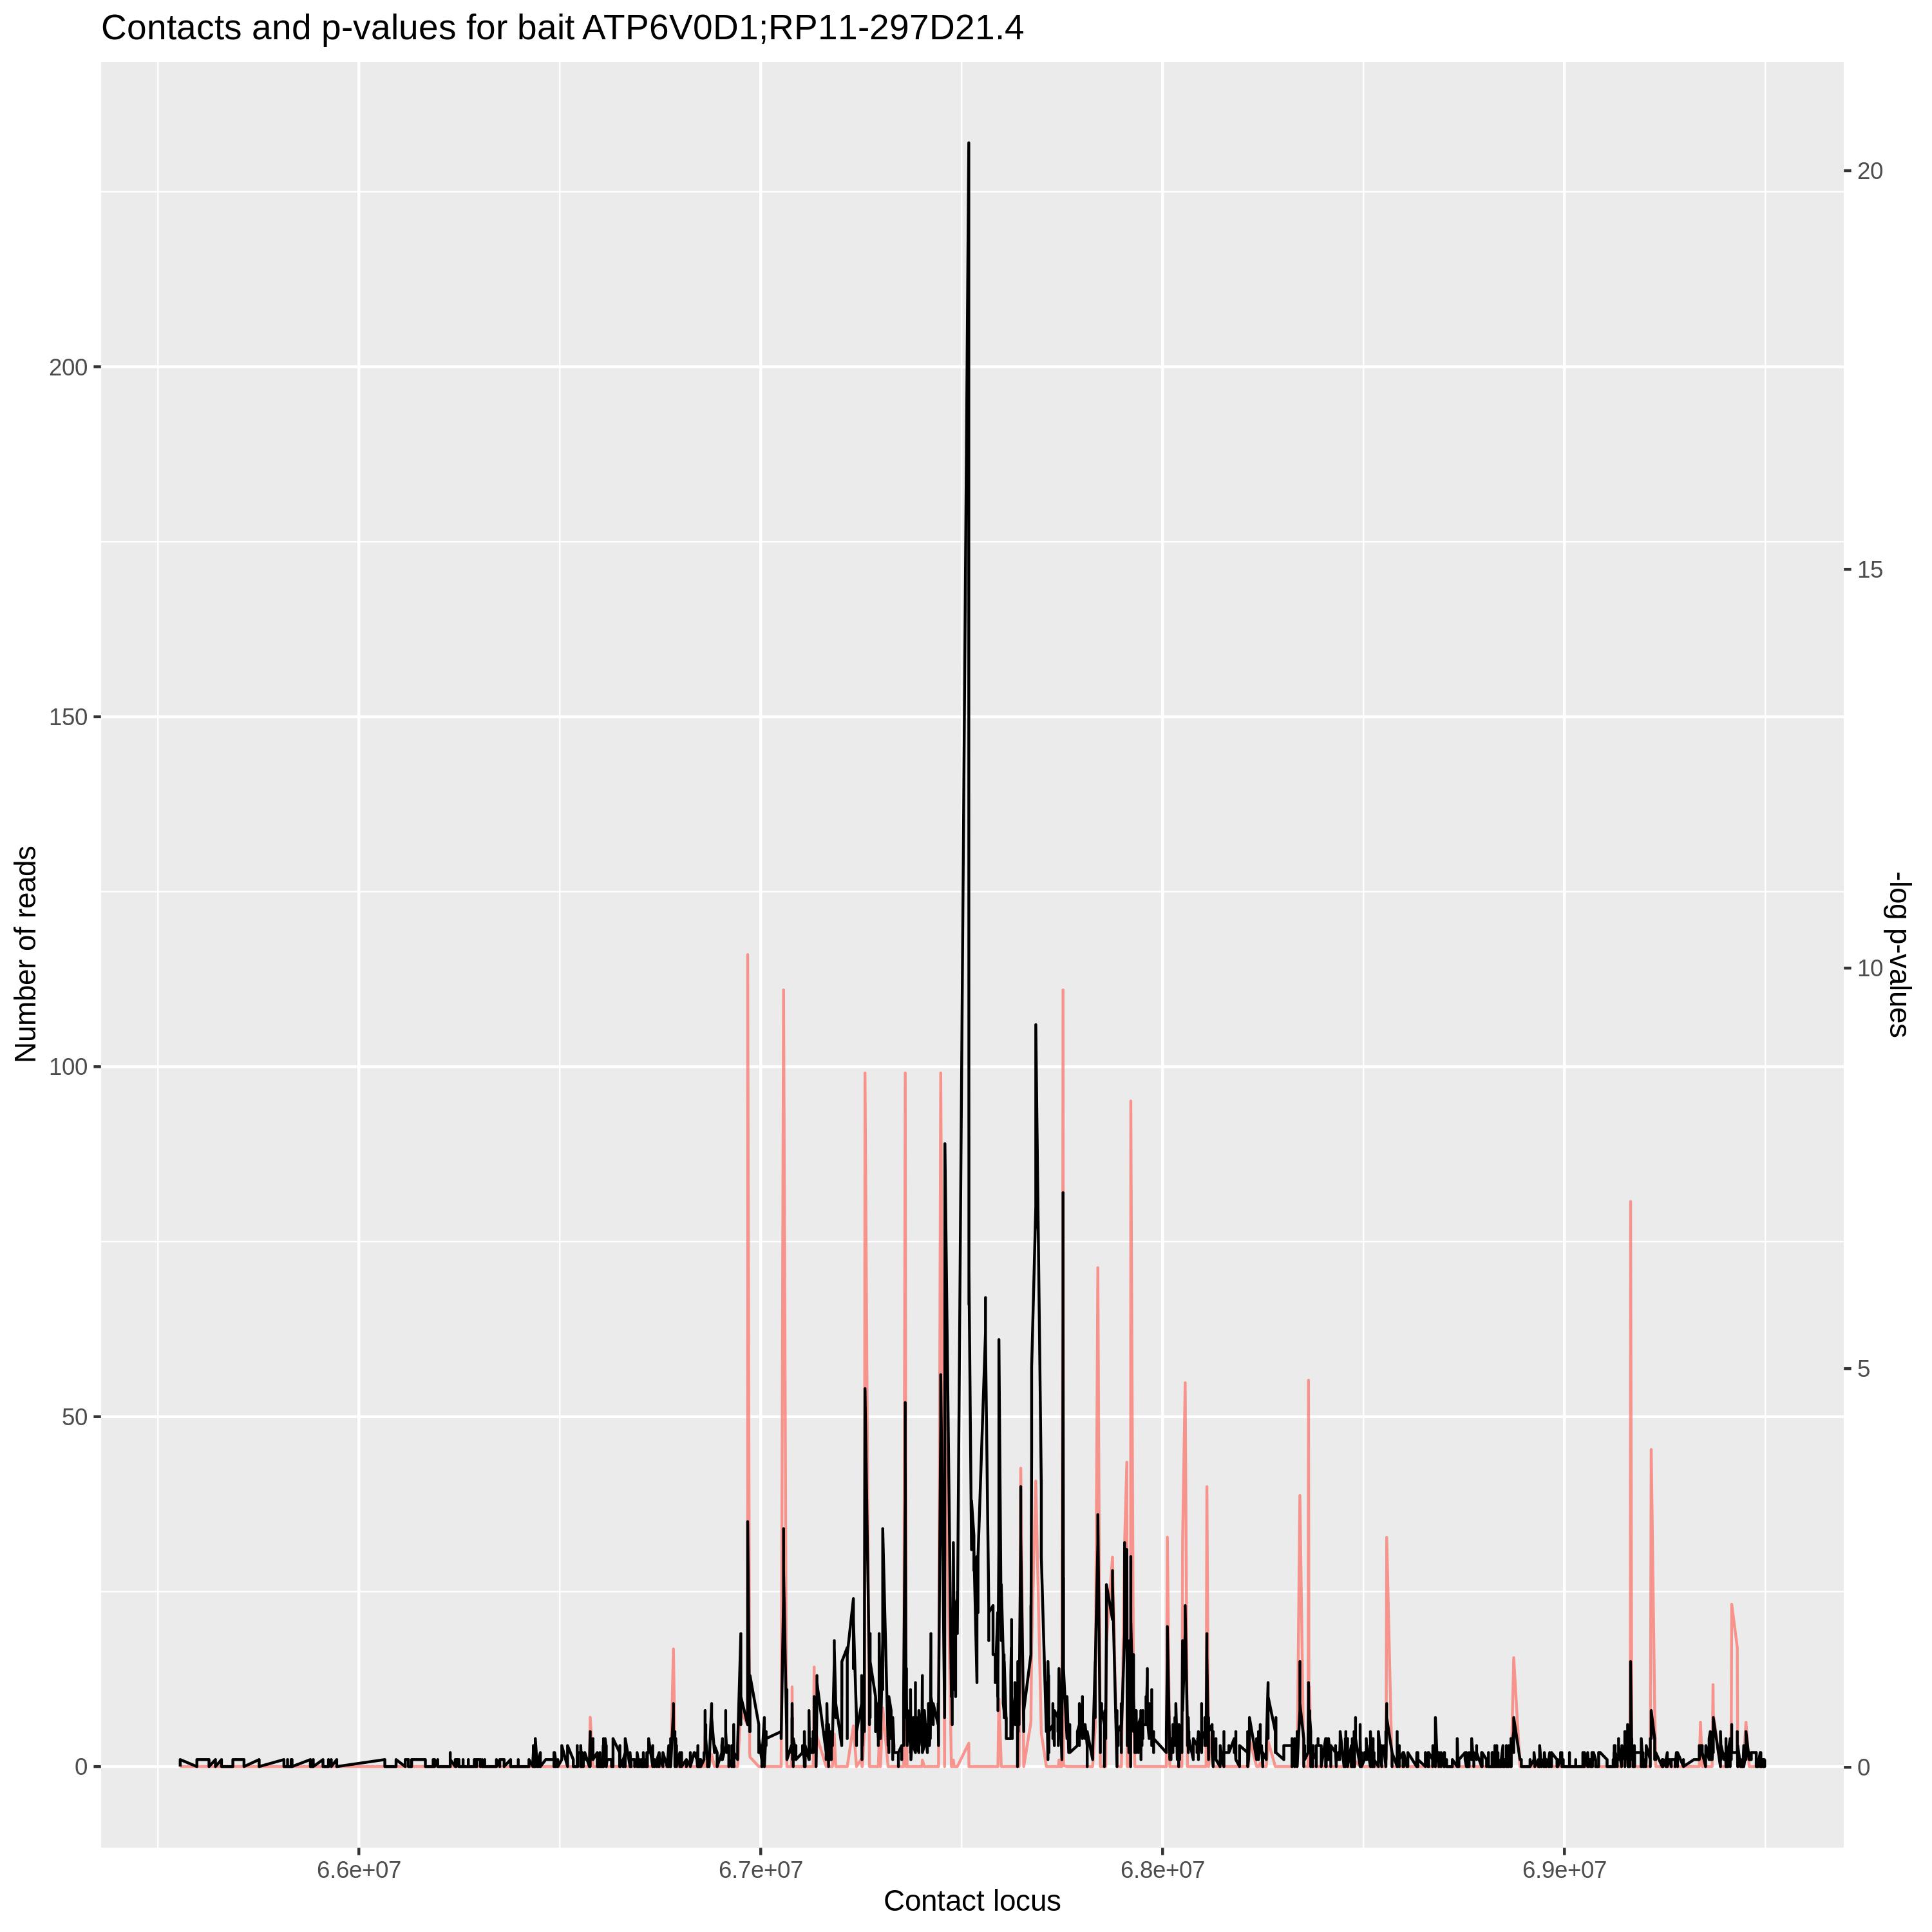 Contacts and p-values for bait ATP6V0D1;RP11-297D21.4
Number of reads
200
150
100
50
0
20
15
10
5
0
-log p-values
6.6e+07
6.7e+07
6.8e+07
6.9e+07
Contact locus